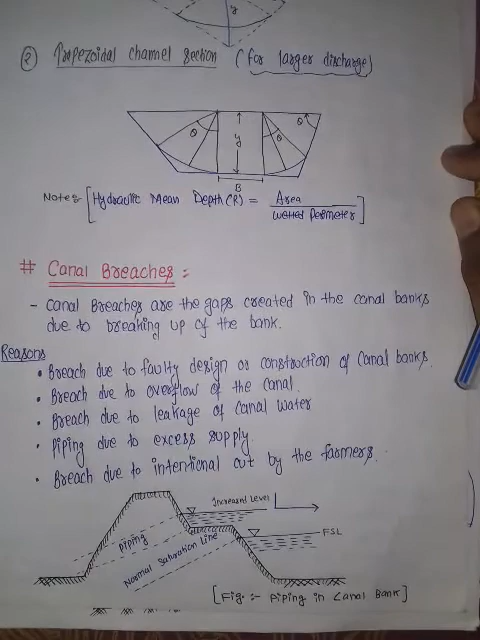 ② Trapezoidal channel section (for larger discharge)
θ
y
θ
θ
B
Note:- [Hydraulic Mean Depth (R) = Area / Wetted Perimeter]
# Canal Breaches :-
- Canal Breaches are the gaps created in the canal banks
due to breaking up of the bank.
Reasons
• Breach due to faulty design or construction of Canal banks.
• Breach due to overflow of the canal.
• Breach due to leakage of canal water
• Piping due to excess supply.
• Breach due to intentional cut by the farmers.
Increased Level
FSL
Piping
Normal Saturation Line
[Fig :- Piping in Canal Bank]